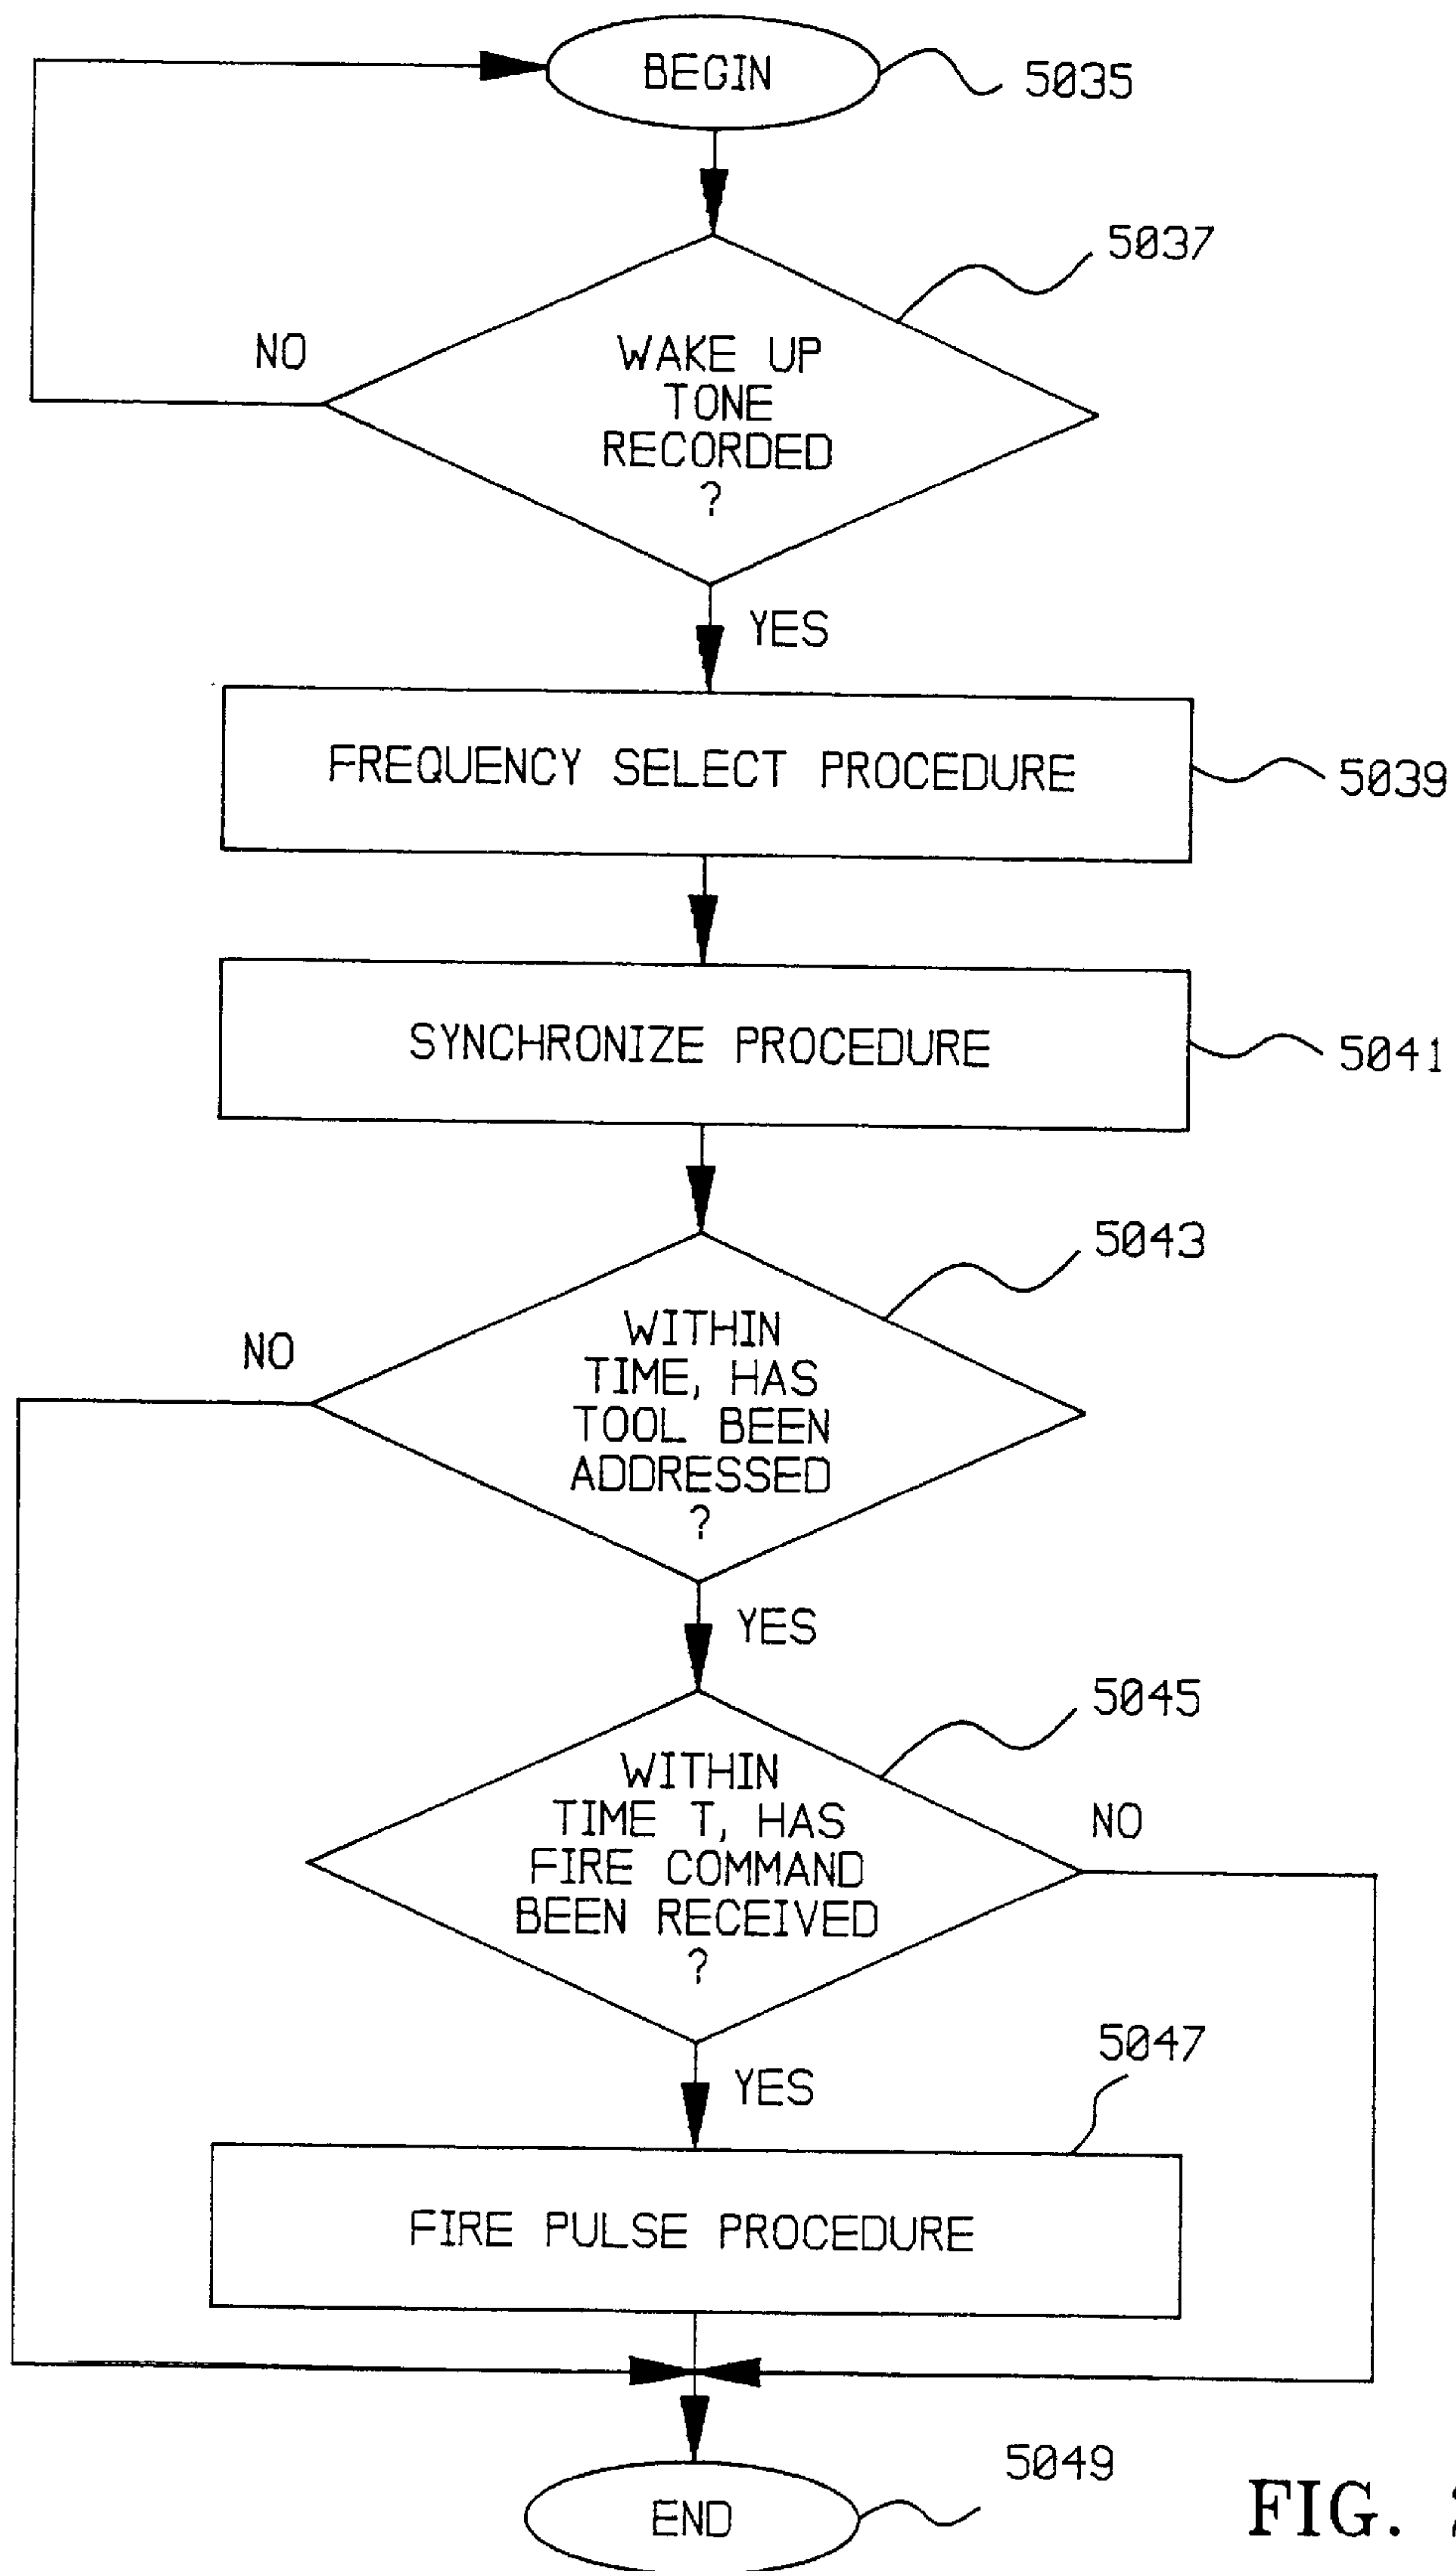 BEGIN
5035
5037
NO
WAKE UP
TONE
RECORDED
?
YES
FREQUENCY SELECT PROCEDURE
5039
SYNCHRONIZE PROCEDURE
5041
5043
NO
WITHIN
TIME, HAS
TOOL BEEN
ADDRESSED
?
YES
5045
WITHIN
TIME T, HAS
FIRE COMMAND
BEEN RECEIVED
?
NO
YES
5047
FIRE PULSE PROCEDURE
5049
END
FIG.